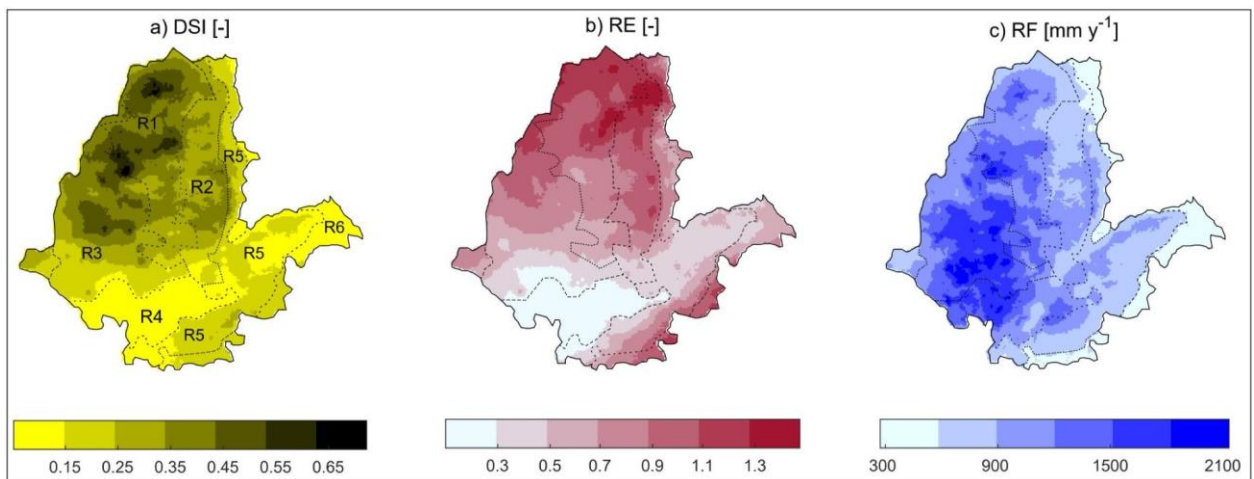 a) DSI [-]
b) RE [-]
c) RF [mm y⁻¹]
R1
R5
R2
R6
R3
R5
R4
R5
0.15 0.25 0.35 0.45 0.55 0.65
0.3 0.5 0.7 0.9 1.1 1.3
300 900 1500 2100